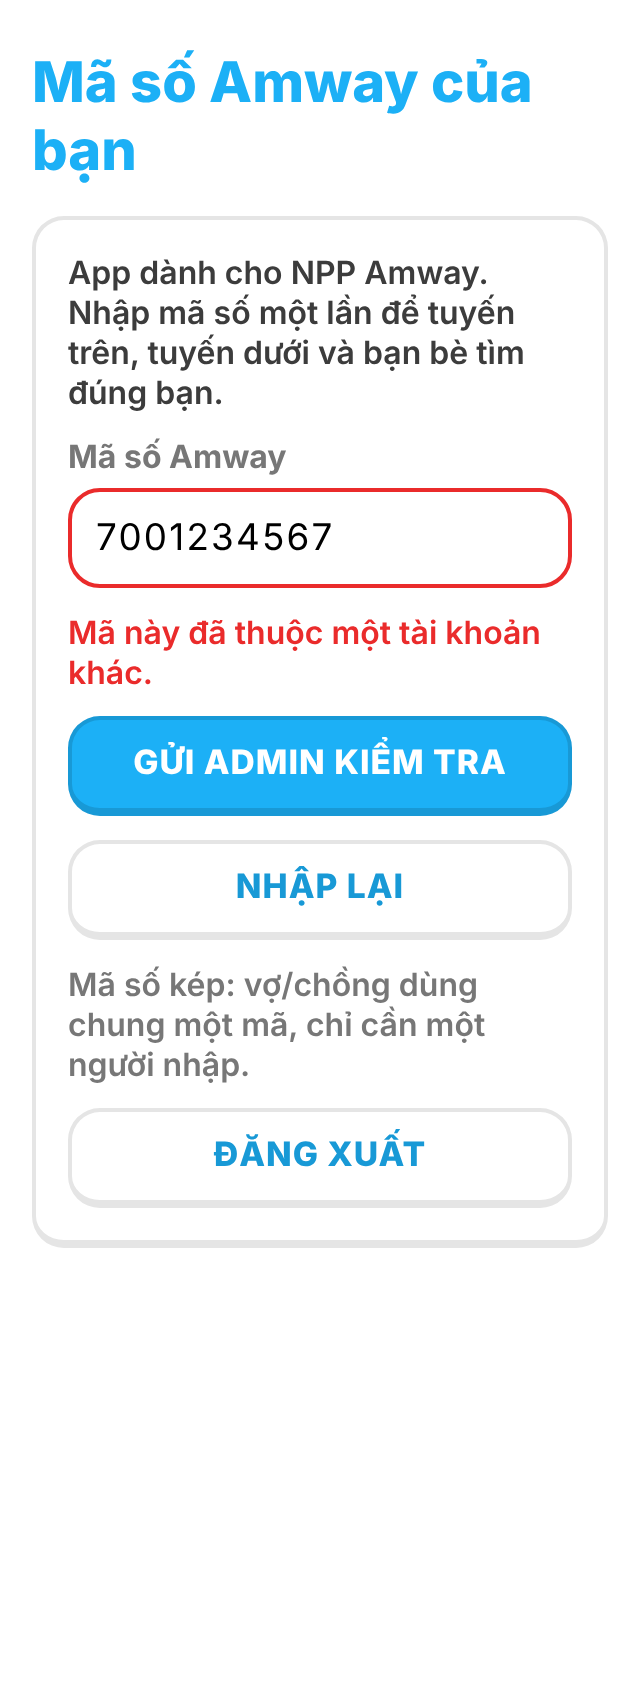 Mã số Amway của
bạn
App dành cho NPP Amway.
Nhập mã số một lần để tuyến
trên, tuyến dưới và bạn bè tìm
đúng bạn.
Mã số Amway
7001234567
Mã này đã thuộc một tài khoản
khác.
GỬI ADMIN KIỂM TRA
NHẬP LẠI
Mã số kép: vợ/chồng dùng
chung một mã, chỉ cần một
người nhập.
ĐĂNG XUẤT